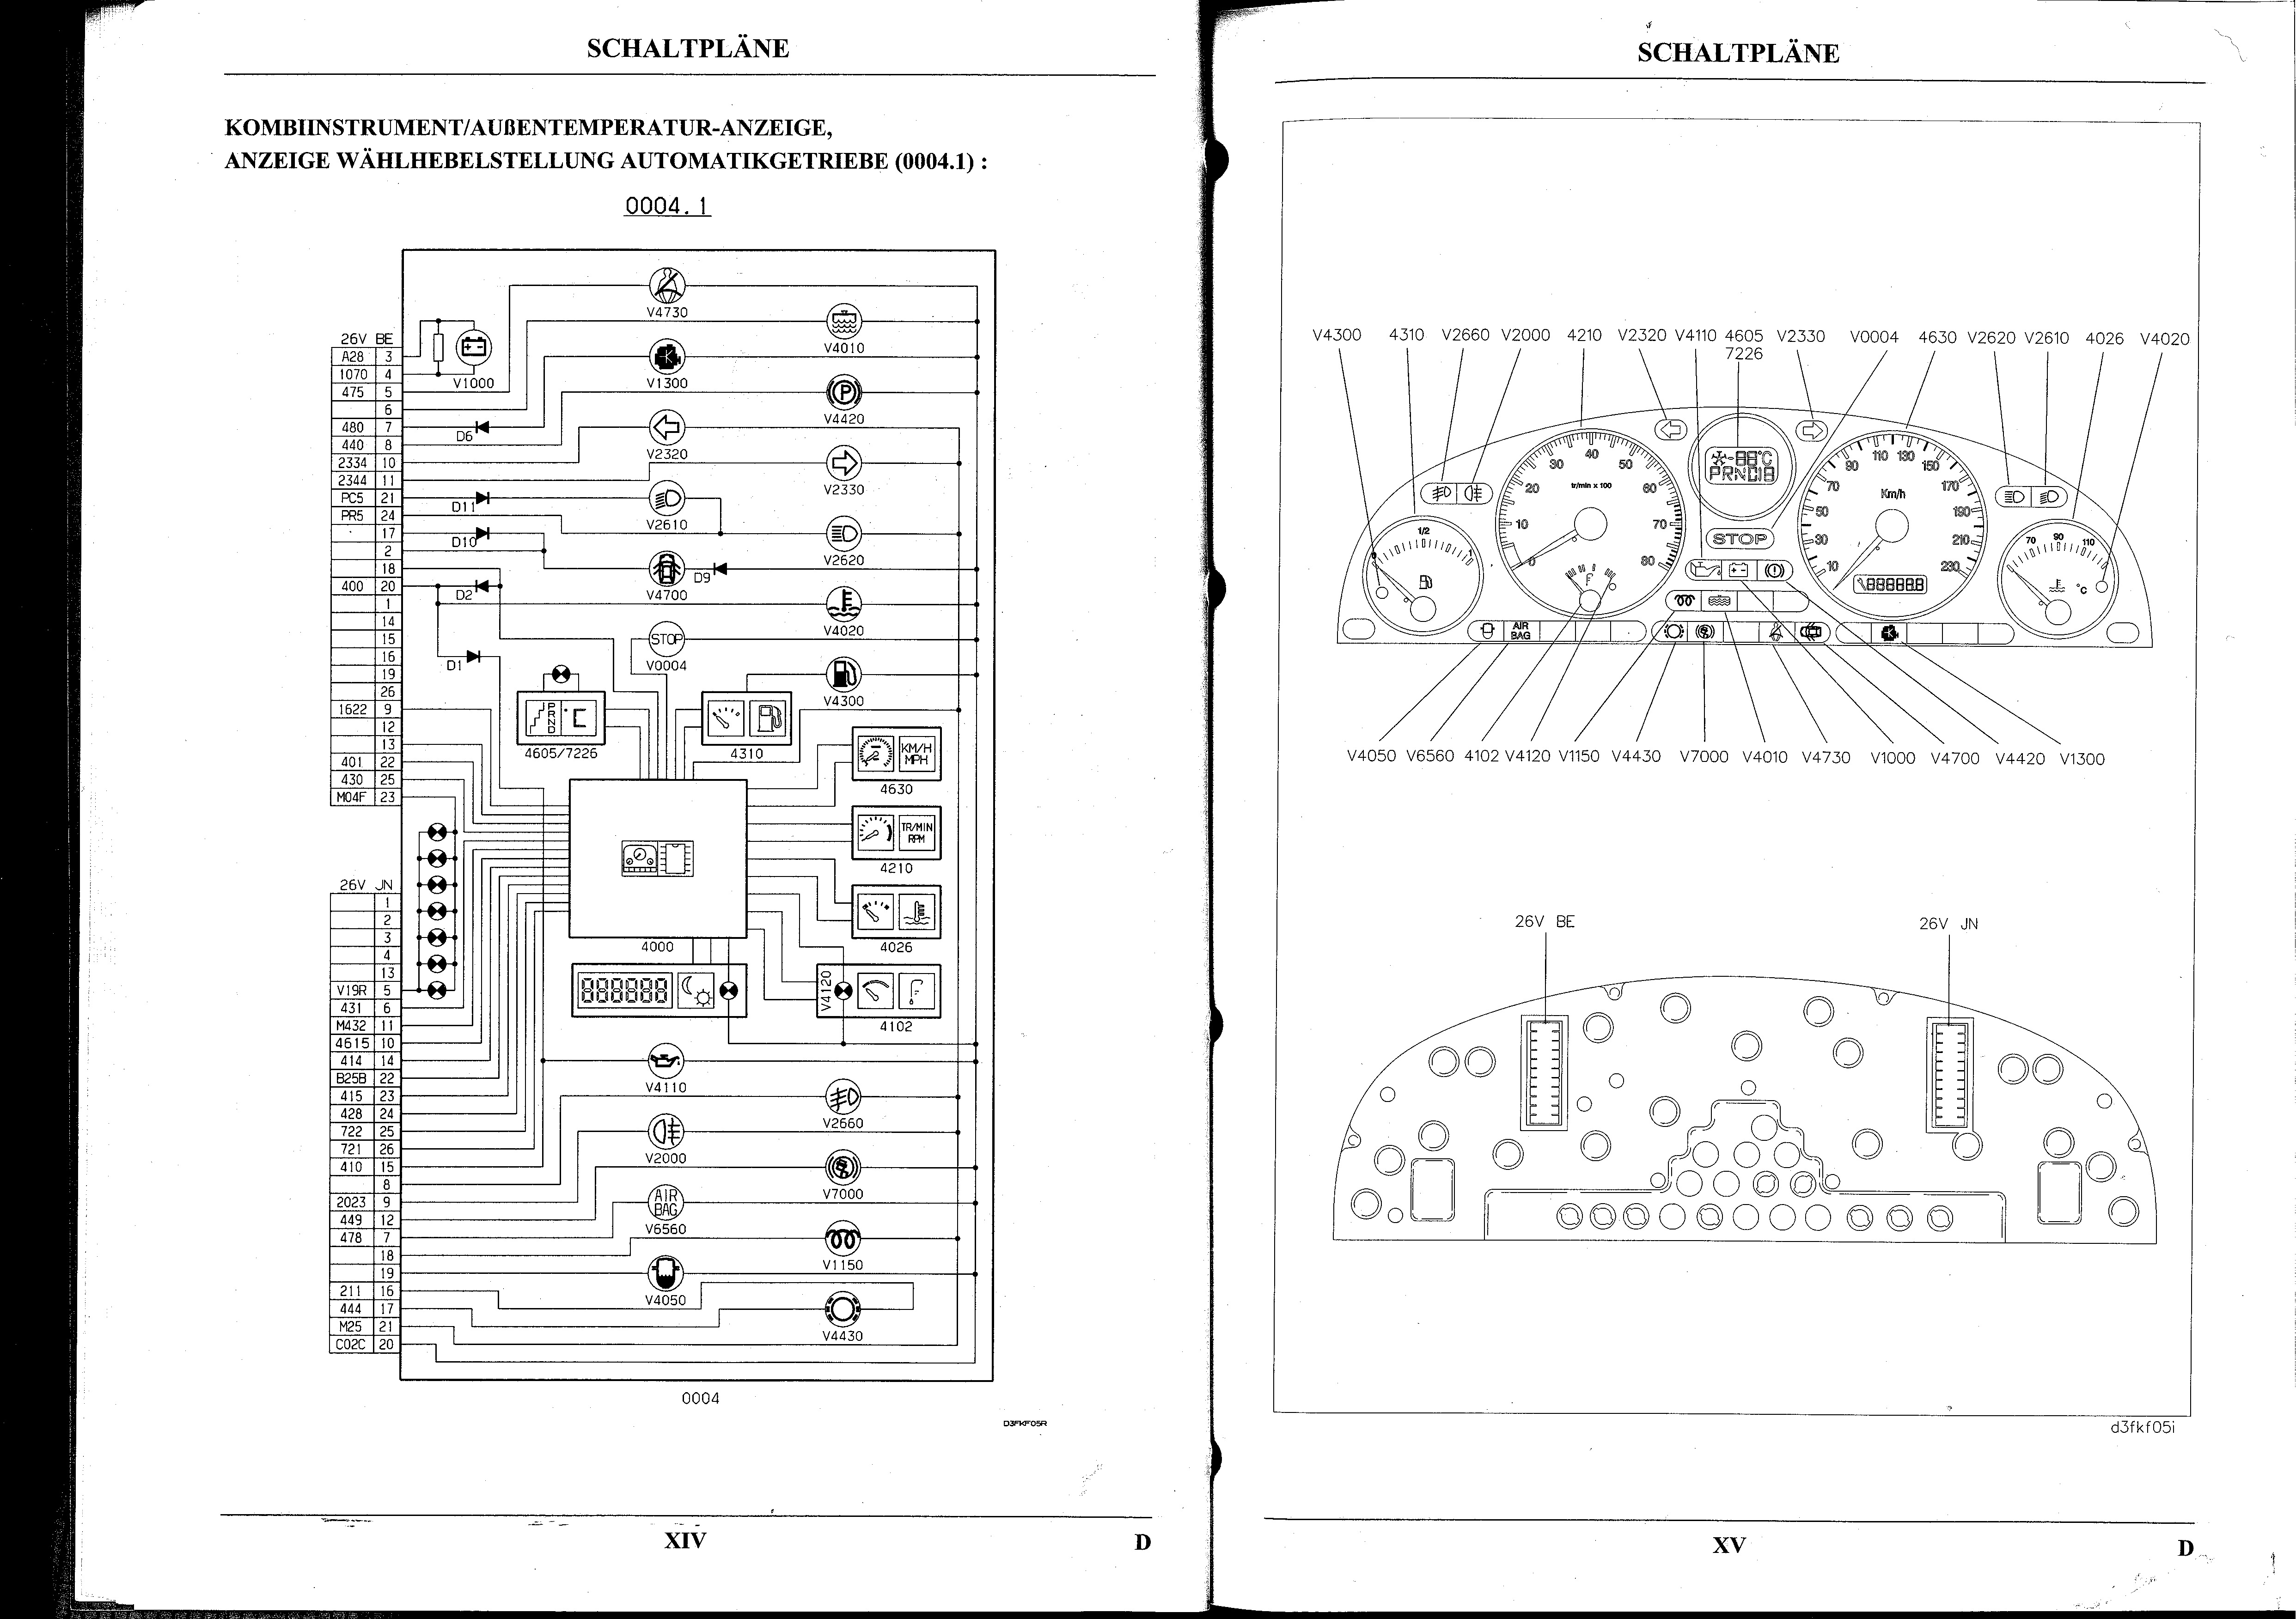 SCHALTPLÄNE
KOMBIINSTRUMENT/AUßENTEMPERATUR-ANZEIGE,
ANZEIGE WÄHLHEBELSTELLUNG AUTOMATIKGETRIEBE (0004.1) :
0004.1
26V BE
A28 3
1070 4
475 5
6
480 7
440 8
2334 10
2344 11
PC5 21
PR5 24
17
2
18
400 20
1
14
15
16
19
26
1622 9
12
13
401 22
430 25
M04F 23
26V JN
1
2
3
4
13
V19R 5
431 6
M432 11
4615 10
414 14
B25B 22
415 23
428 24
722 25
721 26
410 15
8
2023 9
449 12
478 7
18
19
211 16
444 17
M25 21
C02C 20
V4730
V4010
V1000
V1300
P
V4420
D6
V2320
V2330
D11
V2610
D10
V2620
D9
V4700
D2
V4020
STOP
V0004
D1
V4300
P
R
N
D
°C
4605/7226
4310
KM/H
MPH
4630
TR/MIN
RPM
4210
4026
4000
888888
V4120
4102
V4110
V2660
V2000
V7000
AIR
BAG
V6560
V1150
V4050
V4430
0004
D3FKF05R
XIV D
SCHALTPLÄNE
V4300 4310 V2660 V2000 4210 V2320 V4110 4605 V2330 V0004 4630 V2620 V2610 4026 V4020
7226
-88°C
PRND18
0 10 20 30 40 50 60 70 80
tr/min x 100
STOP
10 30 50 70 90 110 130 150 170 190 210 230
Km/h
888888
0 1/2 1
70 90 110
°C
AIR
BAG
V4050 V6560 4102 V4120 V1150 V4430 V7000 V4010 V4730 V1000 V4700 V4420 V1300
26V BE
26V JN
d3fkf05i
XV D